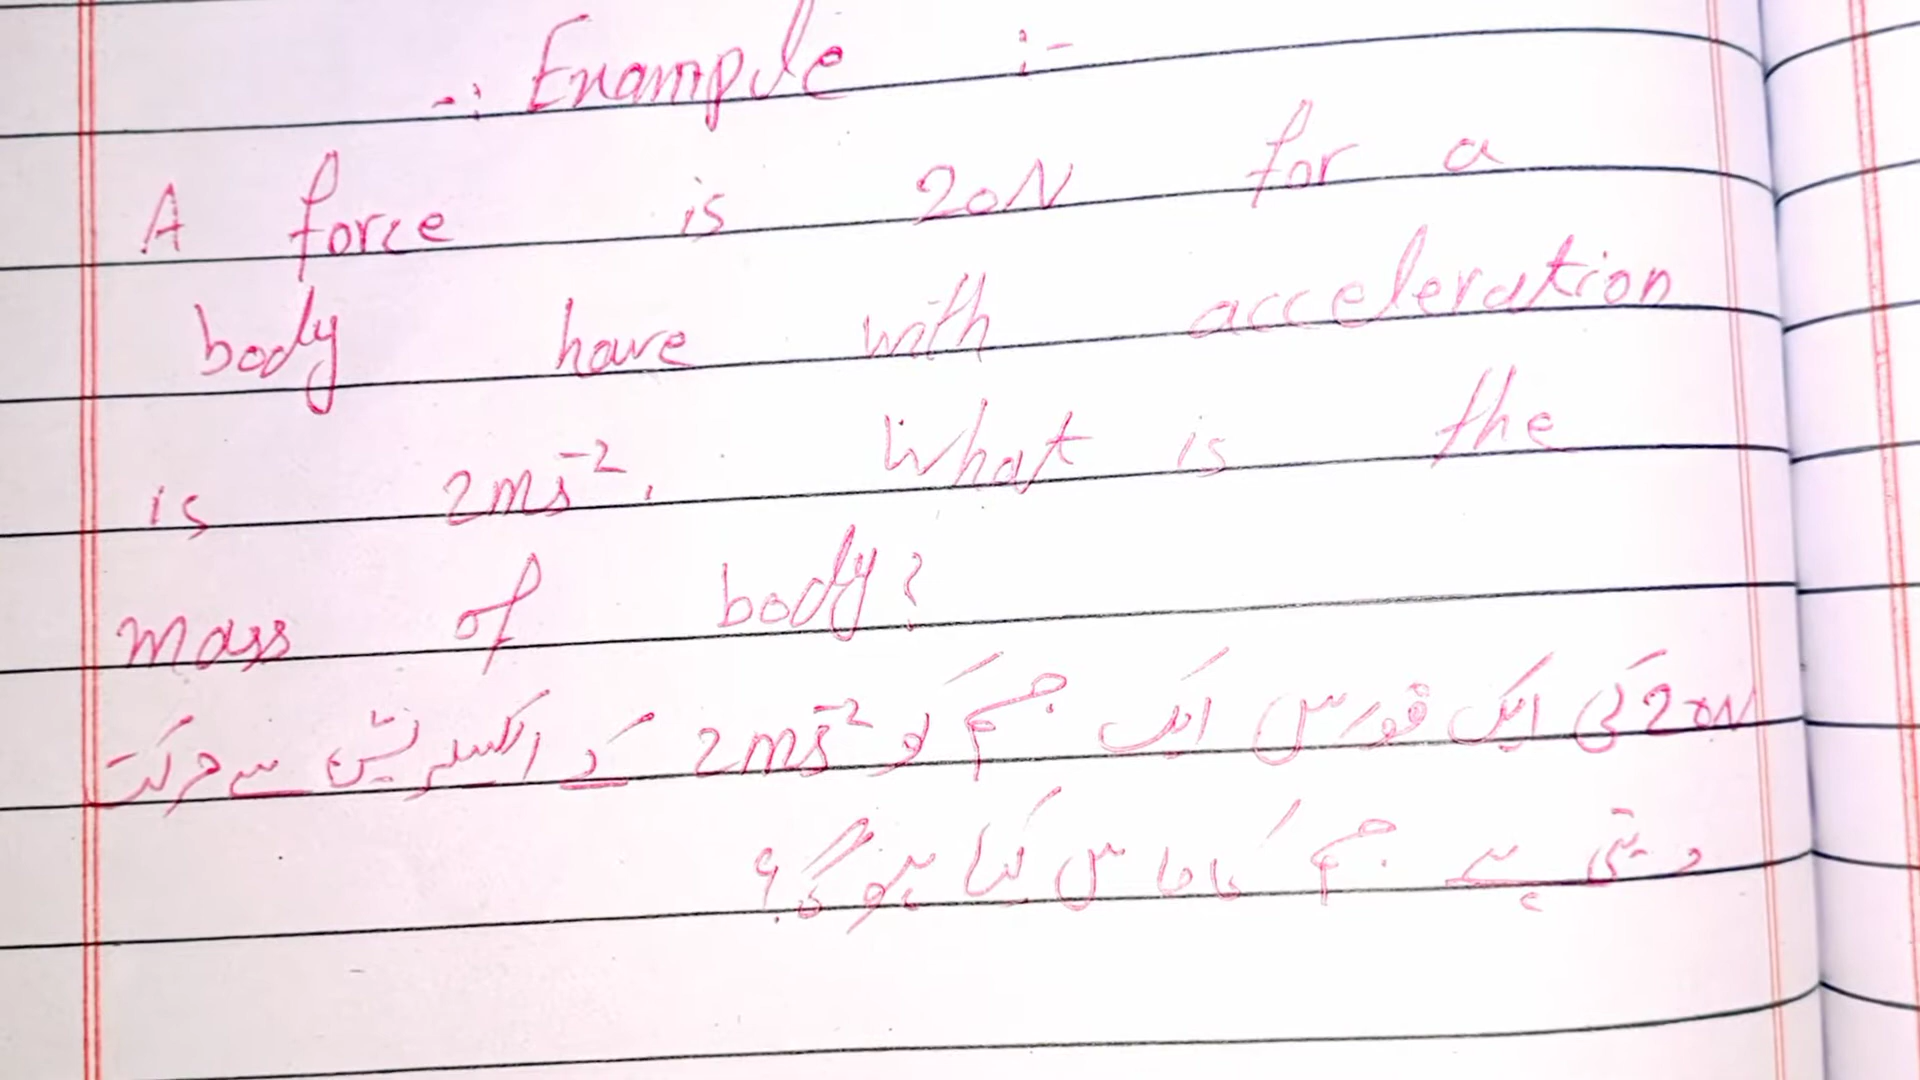 -: Example :-
A force is 20N for a
body have with acceleration
is 2ms⁻². What is the
mass of body?
20N کی ایک فورس ایک جسم کو 2ms⁻² کے ایکسلریشن سے حرکت
دیتی ہے جسم کا ماس کیا ہوگا؟